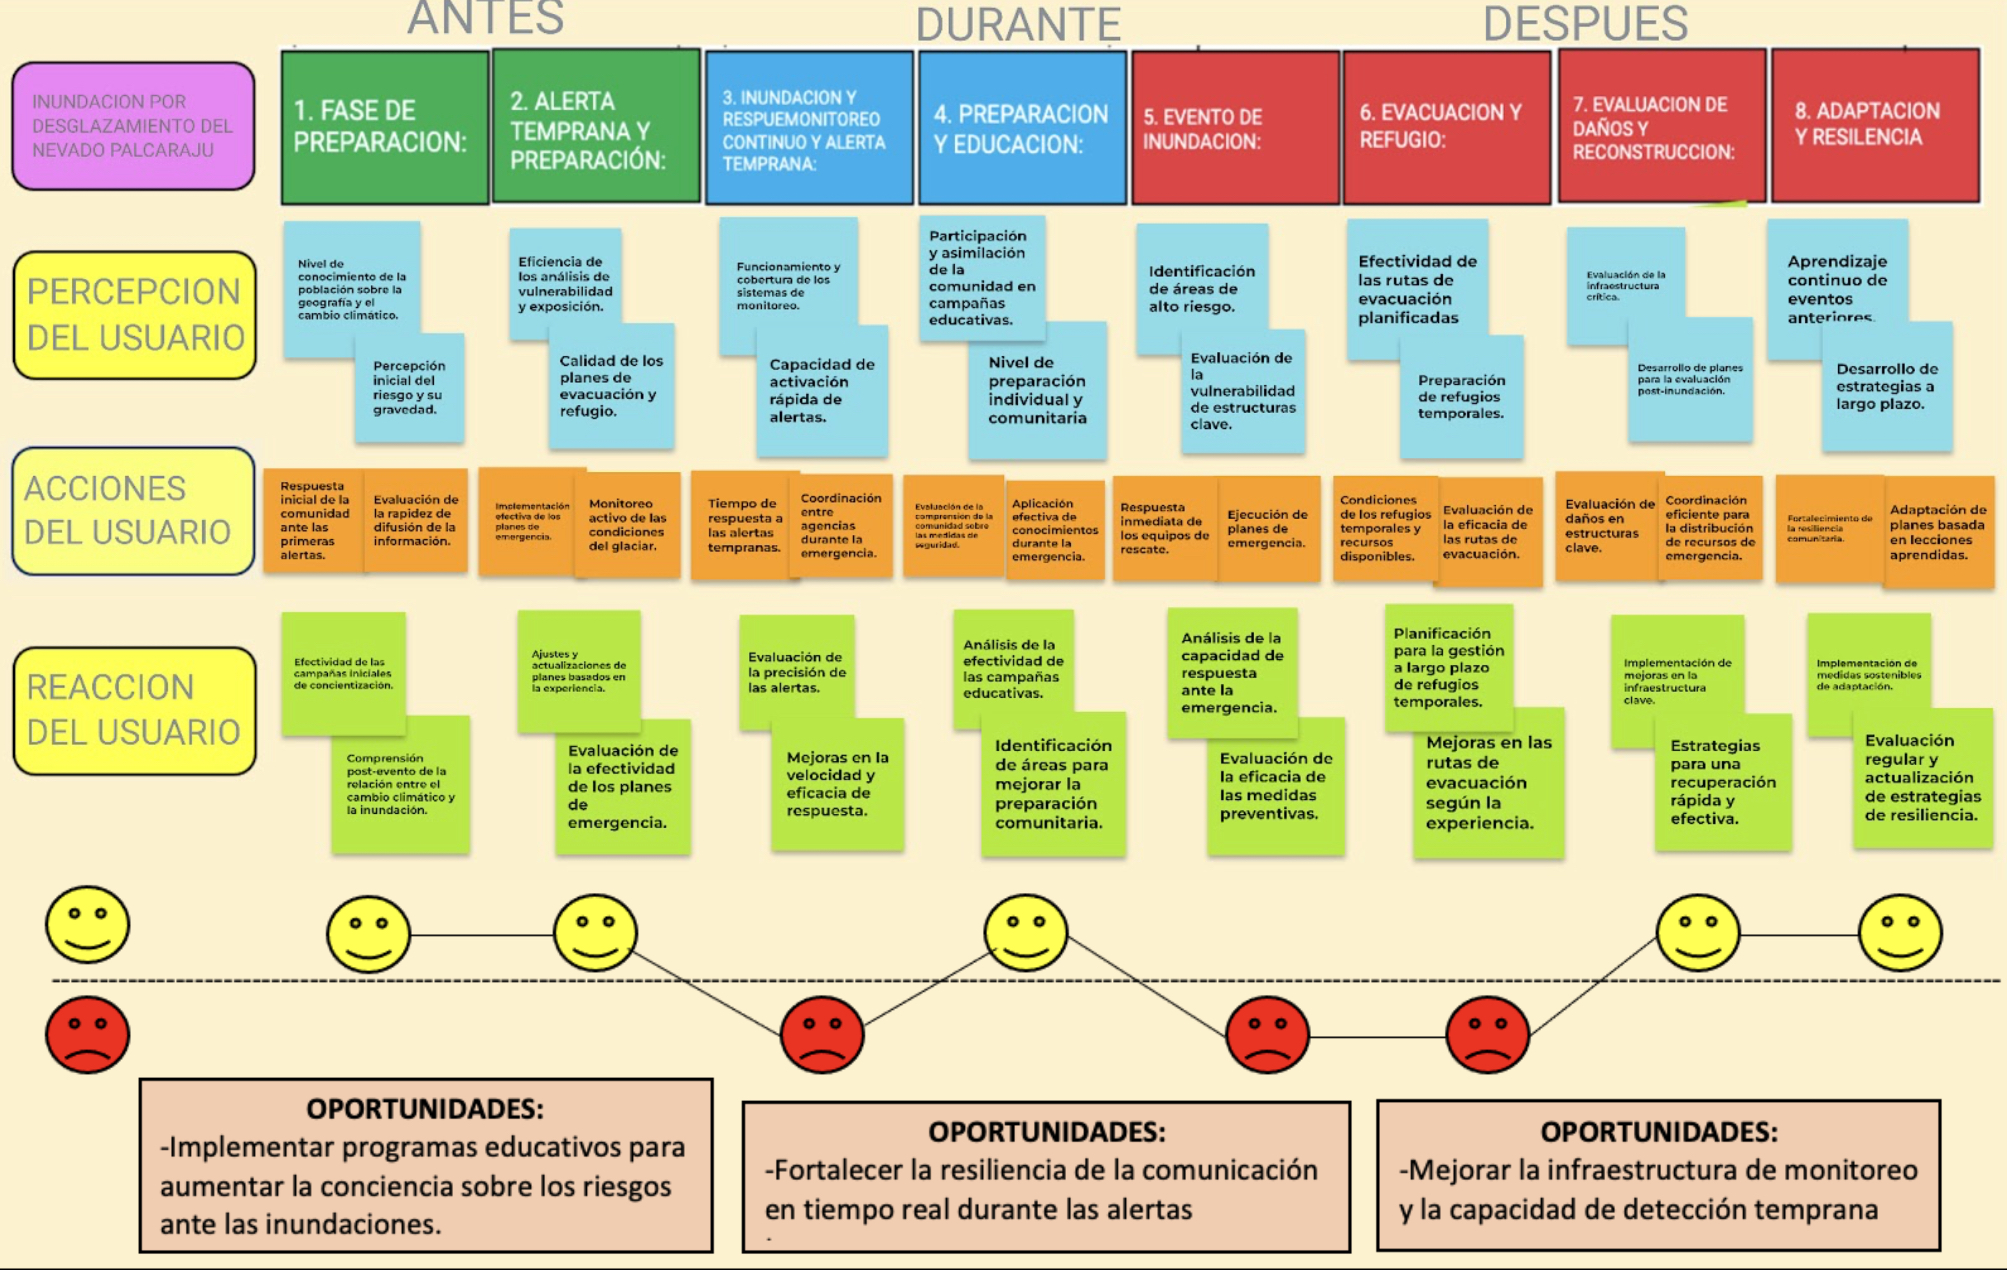 ANTES
DURANTE
DESPUES
INUNDACION POR
DESGLAZAMIENTO DEL
NEVADO PALCARAJU
1. FASE DE
PREPARACION:
2. ALERTA
TEMPRANA Y
PREPARACIÓN:
3. INUNDACION Y
RESPUEMONITOREO
CONTINUO Y ALERTA
TEMPRANA:
4. PREPARACION
Y EDUCACION:
5. EVENTO DE
INUNDACION:
6. EVACUACION Y
REFUGIO:
7. EVALUACION DE
DAÑOS Y
RECONSTRUCCION:
8. ADAPTACION
Y RESILENCIA
PERCEPCION
DEL USUARIO
Nivel de
conocimiento de la
población sobre la
geografía y el
cambio climático.
Percepción
inicial del
riesgo y su
gravedad.
Eficiencia de
los análisis de
vulnerabilidad
y exposición.
Calidad de los
planes de
evacuación y
refugio.
Funcionamiento y
cobertura de los
sistemas de
monitoreo.
Capacidad de
activación
rápida de
alertas.
Participación
y asimilación
de la
comunidad en
campañas
educativas.
Nivel de
preparación
individual y
comunitaria
Identificación
de áreas de
alto riesgo.
Evaluación de
la
vulnerabilidad
de estructuras
clave.
Efectividad de
las rutas de
evacuación
planificadas
Preparación
de refugios
temporales.
Evaluación de la
infraestructura
crítica.
Desarrollo de planes
para la evaluación
post-inundación.
Aprendizaje
continuo de
eventos
anteriores.
Desarrollo de
estrategias a
largo plazo.
ACCIONES
DEL USUARIO
Respuesta
inicial de la
comunidad
ante las
primeras
alertas.
Evaluación de
la rapidez de
difusión de la
información.
Implementación
efectiva de los
planes de
emergencia.
Monitoreo
activo de las
condiciones
del glaciar.
Tiempo de
respuesta a
las alertas
tempranas.
Coordinación
entre
agencias
durante la
emergencia.
Evaluación de la
comprensión de la
comunidad sobre
las medidas de
seguridad.
Aplicación
efectiva de
conocimientos
durante la
emergencia.
Respuesta
inmediata de
los equipos de
rescate.
Ejecución de
planes de
emergencia.
Condiciones
de los refugios
temporales y
recursos
disponibles.
Evaluación de
la eficacia de
las rutas de
evacuación.
Evaluación de
daños en
estructuras
clave.
Coordinación
eficiente para
la distribución
de recursos de
emergencia.
Fortalecimiento de
la resiliencia
comunitaria.
Adaptación de
planes basada
en lecciones
aprendidas.
REACCION
DEL USUARIO
Efectividad de las
campañas iniciales
de concientización.
Comprensión
post-evento de la
relación entre el
cambio climático y
la inundación.
Ajustes y
actualizaciones de
planes basados en
la experiencia.
Evaluación de
la efectividad
de los planes
de
emergencia.
Evaluación de
la precisión de
las alertas.
Mejoras en la
velocidad y
eficacia de
respuesta.
Análisis de la
efectividad de
las campañas
educativas.
Identificación
de áreas para
mejorar la
preparación
comunitaria.
Análisis de la
capacidad de
respuesta
ante la
emergencia.
Evaluación de
la eficacia de
las medidas
preventivas.
Planificación
para la gestión
a largo plazo
de refugios
temporales.
Mejoras en las
rutas de
evacuación
según la
experiencia.
Implementación de
mejoras en la
infraestructura
clave.
Estrategias
para una
recuperación
rápida y
efectiva.
Implementación de
medidas sostenibles
de adaptación.
Evaluación
regular y
actualización
de estrategias
de resiliencia.
OPORTUNIDADES:
-Implementar programas educativos para
aumentar la conciencia sobre los riesgos
ante las inundaciones.
OPORTUNIDADES:
-Fortalecer la resiliencia de la comunicación
en tiempo real durante las alertas
.
OPORTUNIDADES:
-Mejorar la infraestructura de monitoreo
y la capacidad de detección temprana